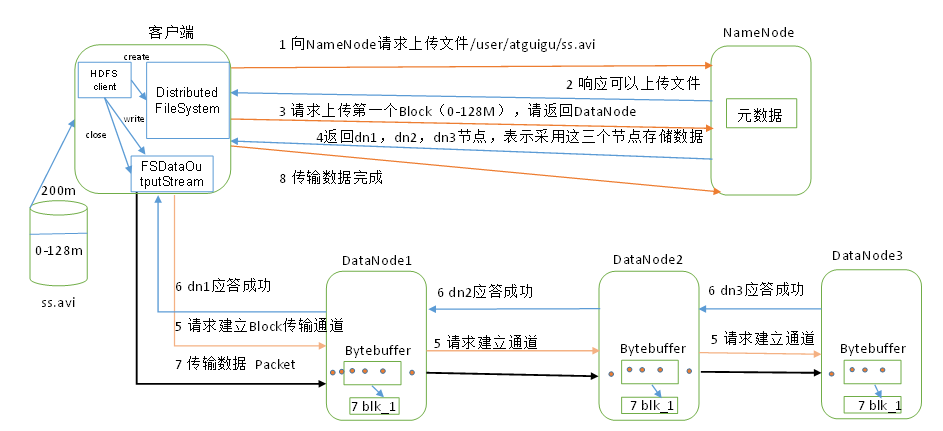 客户端
NameNode
1 向NameNode请求上传文件/user/atguigu/ss.avi
create
HDFS
client
Distributed
FileSystem
2 响应可以上传文件
3 请求上传第一个Block（0-128M），请返回DataNode
元数据
write
close
4返回dn1，dn2，dn3节点，表示采用这三个节点存储数据
FSDataOu
tputStream
8 传输数据完成
200m
0-128m
ss.avi
DataNode1
DataNode2
DataNode3
6 dn1应答成功
6 dn2应答成功
6 dn3应答成功
5 请求建立Block传输通道
5 请求建立通道
5 请求建立通道
7 传输数据 Packet
Bytebuffer
Bytebuffer
Bytebuffer
7 blk_1
7 blk_1
7 blk_1